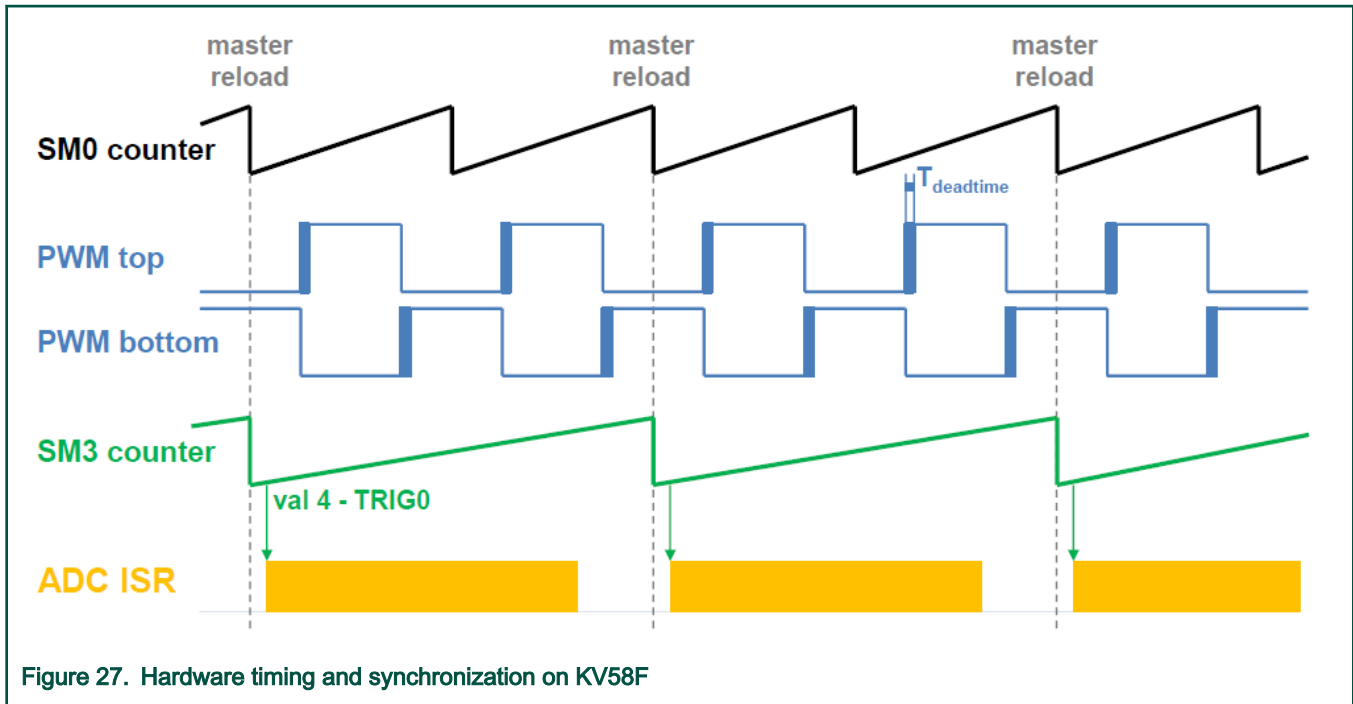 master
reload
master
reload
master
reload
SM0 counter
Tdeadtime
PWM top
PWM bottom
SM3 counter
val 4 - TRIG0
ADC ISR
Figure 27. Hardware timing and synchronization on KV58F